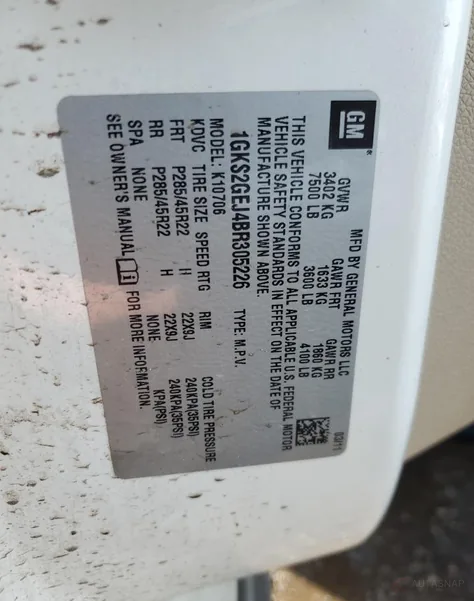 GM
MFD BY GENERAL MOTORS LLC 03/11
GVWR GAWR FRT GAWR RR
3402 KG 1633 KG 1860 KG
7500 LB 3600 LB 4100 LB
THIS VEHICLE CONFORMS TO ALL APPLICABLE U.S. FEDERAL MOTOR
VEHICLE SAFETY STANDARDS IN EFFECT ON THE DATE OF
MANUFACTURE SHOWN ABOVE.
1GKS2GEJ4BR305226 TYPE: M.P.V.
MODEL: K10706
KOVC TIRE SIZE SPEED RTG RIM COLD TIRE PRESSURE
FRT P285/45R22 H 22X9J 240KPA(35PSI)
RR P285/45R22 H 22X9J 240KPA(35PSI)
SPA NONE NONE KPA(PSI)
SEE OWNER'S MANUAL FOR MORE INFORMATION.
AUTASNAP